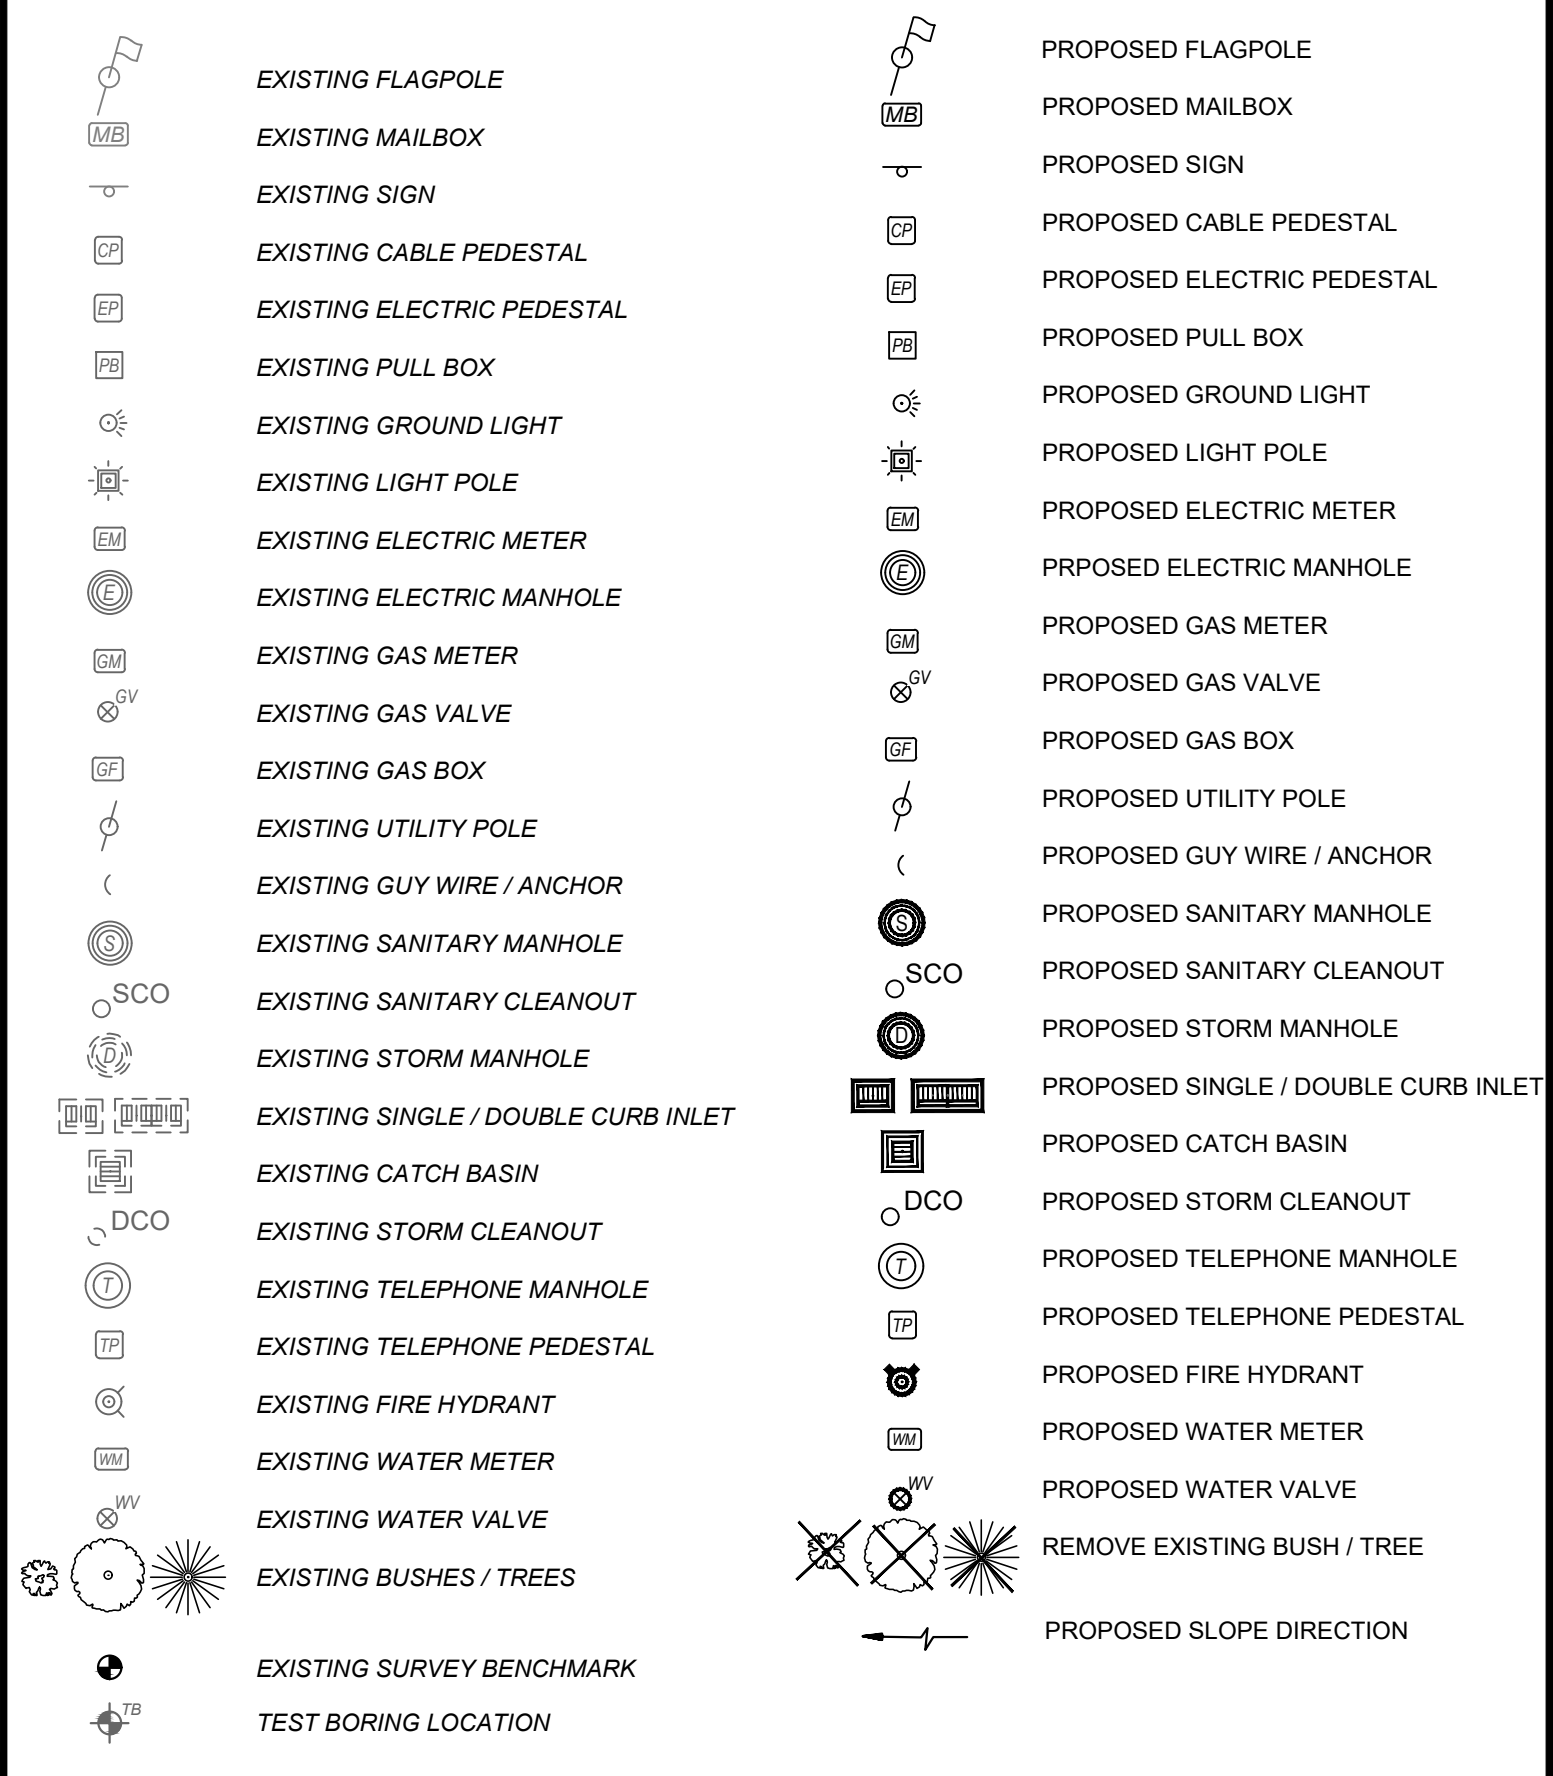 EXISTING FLAGPOLE
MB EXISTING MAILBOX
EXISTING SIGN
CP EXISTING CABLE PEDESTAL
EP EXISTING ELECTRIC PEDESTAL
PB EXISTING PULL BOX
EXISTING GROUND LIGHT
EXISTING LIGHT POLE
EM EXISTING ELECTRIC METER
E EXISTING ELECTRIC MANHOLE
GM EXISTING GAS METER
GV EXISTING GAS VALVE
GF EXISTING GAS BOX
EXISTING UTILITY POLE
EXISTING GUY WIRE / ANCHOR
S EXISTING SANITARY MANHOLE
SCO EXISTING SANITARY CLEANOUT
D EXISTING STORM MANHOLE
EXISTING SINGLE / DOUBLE CURB INLET
EXISTING CATCH BASIN
DCO EXISTING STORM CLEANOUT
T EXISTING TELEPHONE MANHOLE
TP EXISTING TELEPHONE PEDESTAL
EXISTING FIRE HYDRANT
WM EXISTING WATER METER
WV EXISTING WATER VALVE
EXISTING BUSHES / TREES
EXISTING SURVEY BENCHMARK
TB TEST BORING LOCATION
PROPOSED FLAGPOLE
MB PROPOSED MAILBOX
PROPOSED SIGN
CP PROPOSED CABLE PEDESTAL
EP PROPOSED ELECTRIC PEDESTAL
PB PROPOSED PULL BOX
PROPOSED GROUND LIGHT
PROPOSED LIGHT POLE
EM PROPOSED ELECTRIC METER
E PRPOSED ELECTRIC MANHOLE
GM PROPOSED GAS METER
GV PROPOSED GAS VALVE
GF PROPOSED GAS BOX
PROPOSED UTILITY POLE
PROPOSED GUY WIRE / ANCHOR
S PROPOSED SANITARY MANHOLE
SCO PROPOSED SANITARY CLEANOUT
D PROPOSED STORM MANHOLE
PROPOSED SINGLE / DOUBLE CURB INLET
PROPOSED CATCH BASIN
DCO PROPOSED STORM CLEANOUT
T PROPOSED TELEPHONE MANHOLE
TP PROPOSED TELEPHONE PEDESTAL
PROPOSED FIRE HYDRANT
WM PROPOSED WATER METER
WV PROPOSED WATER VALVE
REMOVE EXISTING BUSH / TREE
PROPOSED SLOPE DIRECTION